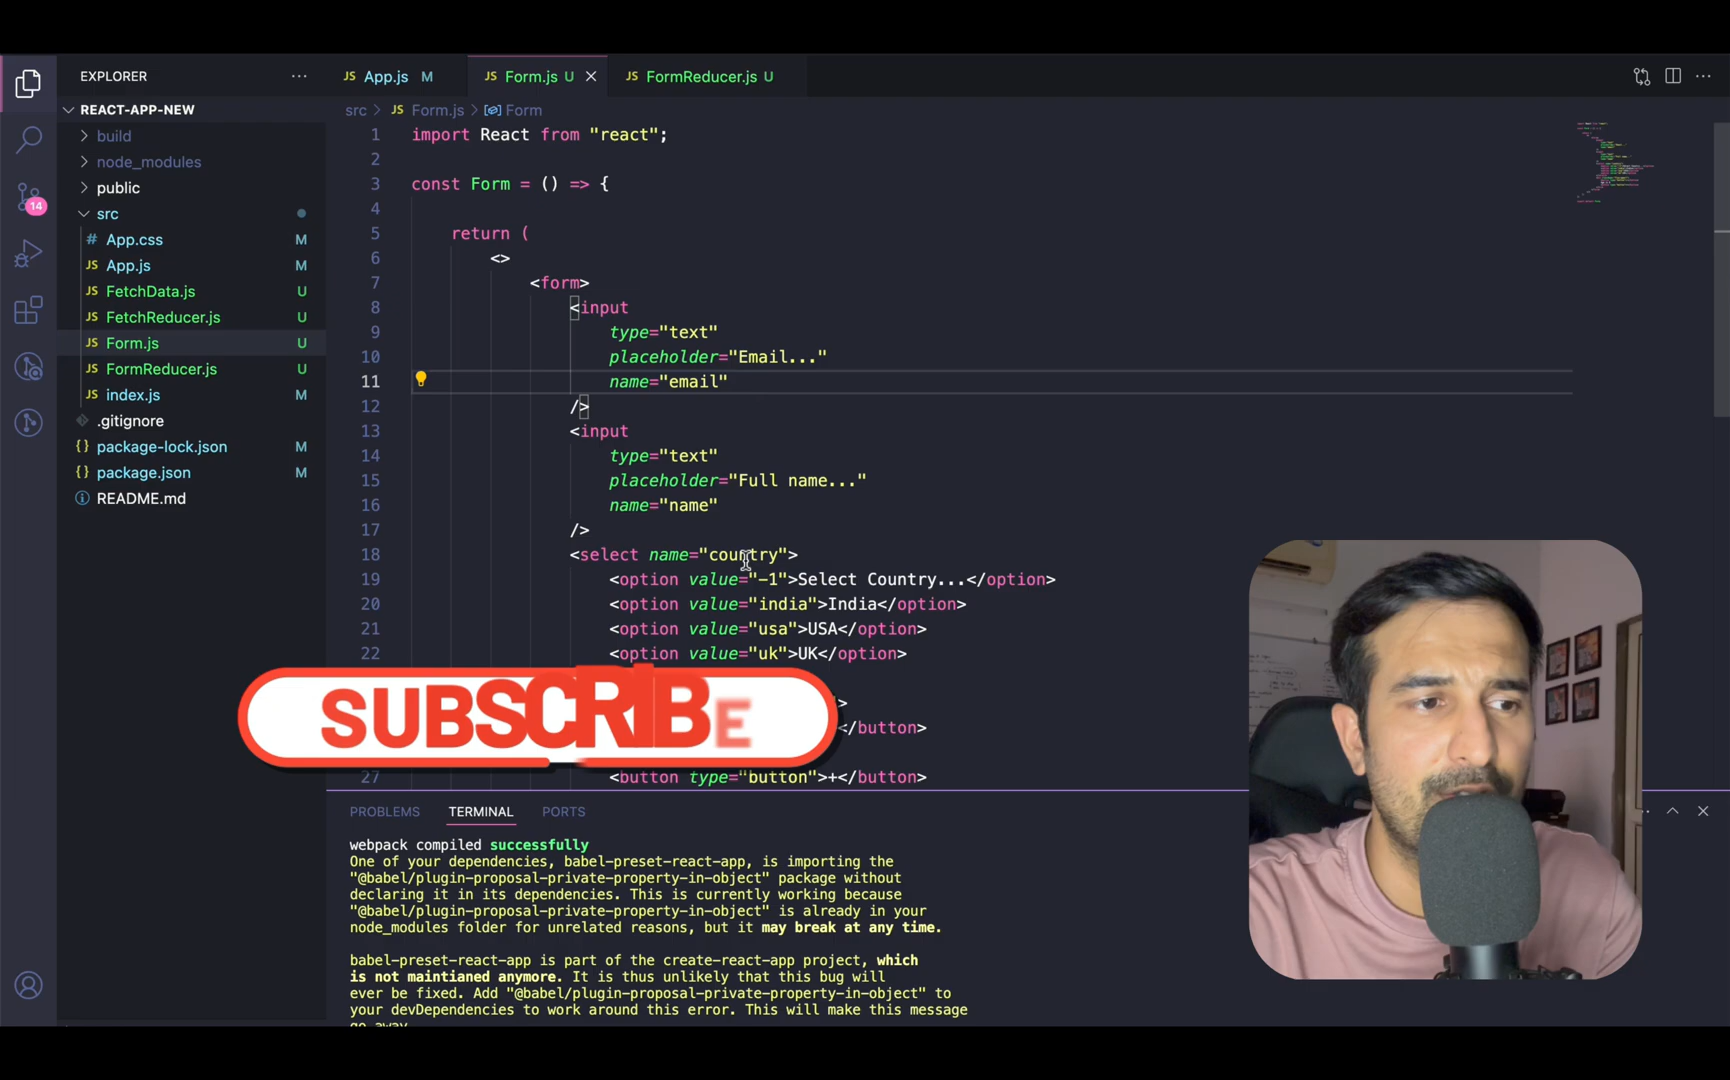 EXPLORER
···
JS App.js M
JS Form.js U
JS FormReducer.js U
···
REACT-APP-NEW
src > JS Form.js > Form
build
node_modules
public
src
# App.css M
JS App.js M
JS FetchData.js U
JS FetchReducer.js U
JS Form.js U
JS FormReducer.js U
JS index.js M
.gitignore
{} package-lock.json M
{} package.json M
README.md
14
1 import React from "react";
2
3 const Form = () => {
4
5 return (
6 <>
7 <form>
8 <input
9 type="text"
10 placeholder="Email..."
11 name="email"
12 />
13 <input
14 type="text"
15 placeholder="Full name..."
16 name="name"
17 />
18 <select name="country">
19 <option value="-1">Select Country...</option>
20 <option value="india">India</option>
21 <option value="usa">USA</option>
22 <option value="uk">UK</option>
>
</button>
27 <button type="button">+</button>
SUBSCRIBE
PROBLEMS TERMINAL PORTS
webpack compiled successfully
One of your dependencies, babel-preset-react-app, is importing the
"@babel/plugin-proposal-private-property-in-object" package without
declaring it in its dependencies. This is currently working because
"@babel/plugin-proposal-private-property-in-object" is already in your
node_modules folder for unrelated reasons, but it may break at any time.
babel-preset-react-app is part of the create-react-app project, which
is not maintianed anymore. It is thus unlikely that this bug will
ever be fixed. Add "@babel/plugin-proposal-private-property-in-object" to
your devDependencies to work around this error. This will make this message
go away.